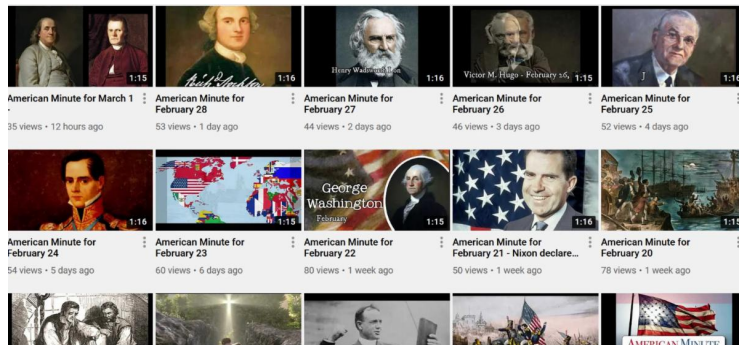 1:15
1:16
Henry Wadsw
1:16
Victor M. Hugo - February 26,
1:15
J
1:16
American Minute for March 1
-
35 views • 12 hours ago
American Minute for
February 28
53 views • 1 day ago
American Minute for
February 27
44 views • 2 days ago
American Minute for
February 26
46 views • 3 days ago
American Minute for
February 25
52 views • 4 days ago
1:16
1:15
George
Washington
February
1:15
1:16
1:15
American Minute for
February 24
54 views • 5 days ago
American Minute for
February 23
60 views • 6 days ago
American Minute for
February 22
80 views • 1 week ago
American Minute for
February 21 - Nixon declare...
50 views • 1 week ago
American Minute for
February 20
78 views • 1 week ago
AMERICAN MINUTE